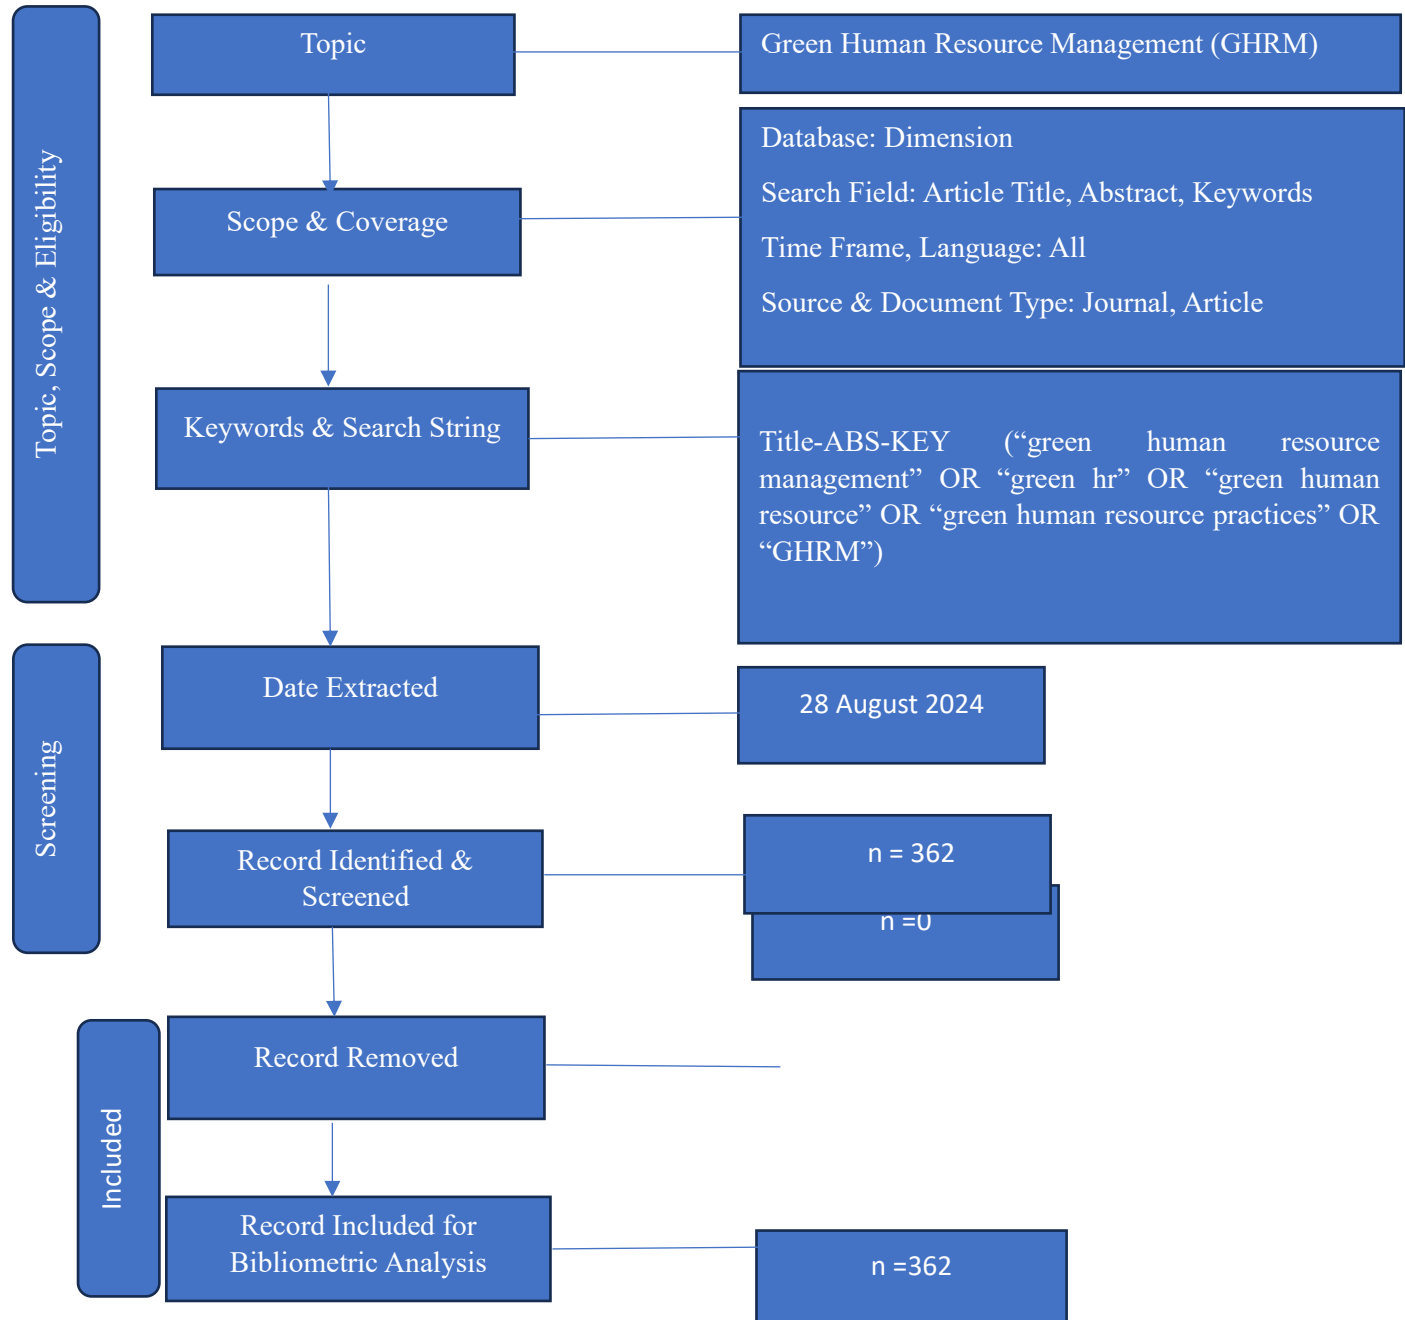 Topic, Scope & Eligibility
Topic
Green Human Resource Management (GHRM)
Scope & Coverage
Database: Dimension
Search Field: Article Title, Abstract, Keywords
Time Frame, Language: All
Source & Document Type: Journal, Article
Keywords & Search String
Title-ABS-KEY (“green human resource
management” OR “green hr” OR “green human
resource” OR “green human resource practices” OR
“GHRM”)
Screening
Date Extracted
28 August 2024
Record Identified &
Screened
n = 362
n =0
Included
Record Removed
Record Included for
Bibliometric Analysis
n =362